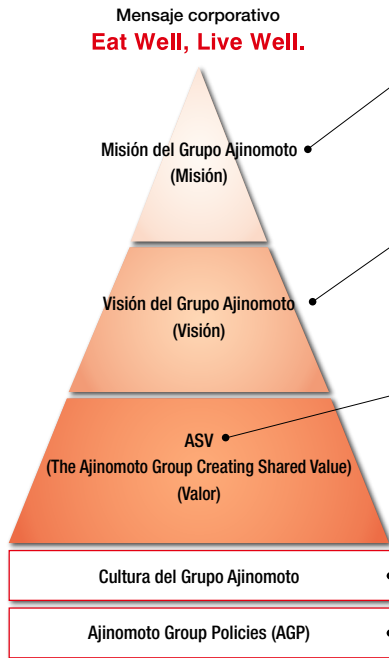 Mensaje corporativo
Eat Well, Live Well.
Misión del Grupo Ajinomoto
(Misión)
Visión del Grupo Ajinomoto
(Visión)
ASV
(The Ajinomoto Group Creating Shared Value)
(Valor)
Cultura del Grupo Ajinomoto
Ajinomoto Group Policies (AGP)